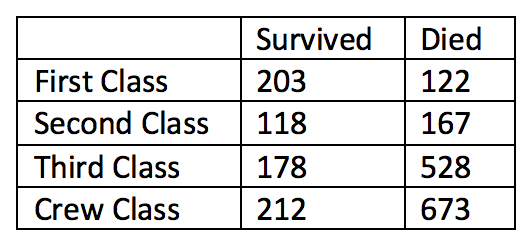 Survived Died
First Class 203 122
Second Class 118 167
Third Class 178 528
Crew Class 212 673